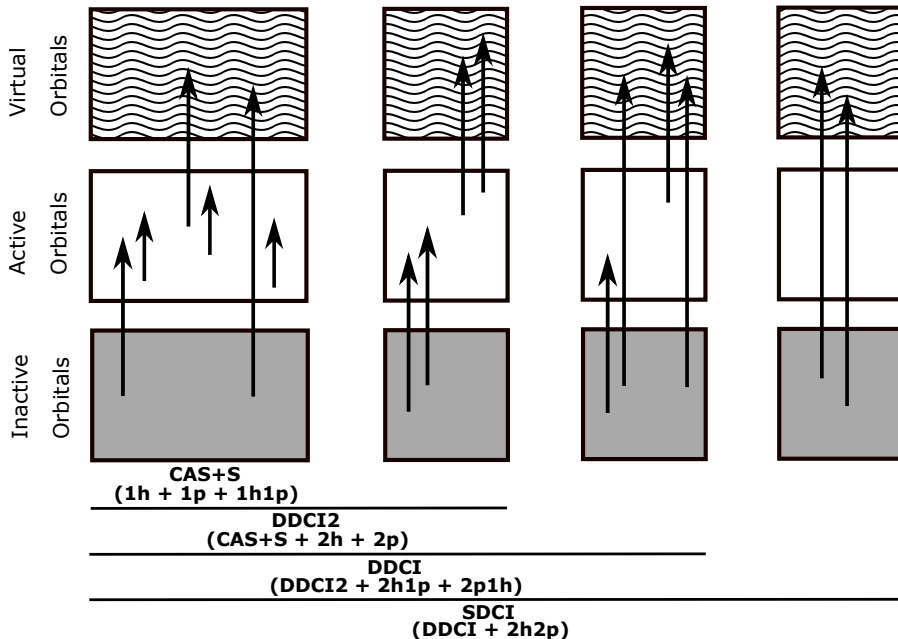 Virtual
Orbitals
Active
Orbitals
Inactive
Orbitals
CAS+S
(1h + 1p + 1h1p)
DDCI2
(CAS+S + 2h + 2p)
DDCI
(DDCI2 + 2h1p + 2p1h)
SDCI
(DDCI + 2h2p)